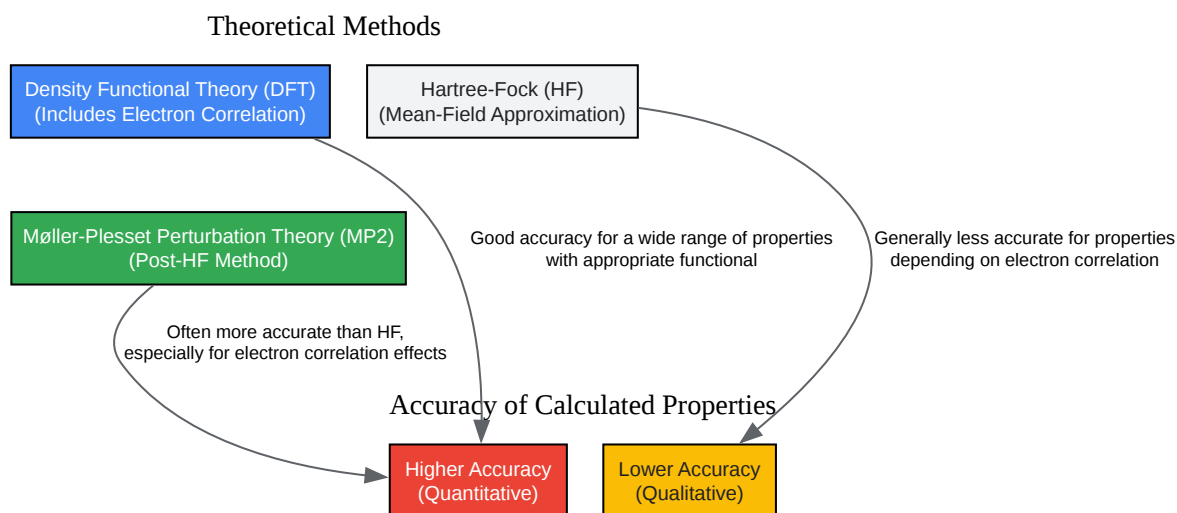 Theoretical Methods
Density Functional Theory (DFT)
(Includes Electron Correlation)
Hartree-Fock (HF)
(Mean-Field Approximation)
Møller-Plesset Perturbation Theory (MP2)
(Post-HF Method)
Good accuracy for a wide range of properties
with appropriate functional
Generally less accurate for properties
depending on electron correlation
Often more accurate than HF,
especially for electron correlation effects
Accuracy of Calculated Properties
Higher Accuracy
(Quantitative)
Lower Accuracy
(Qualitative)